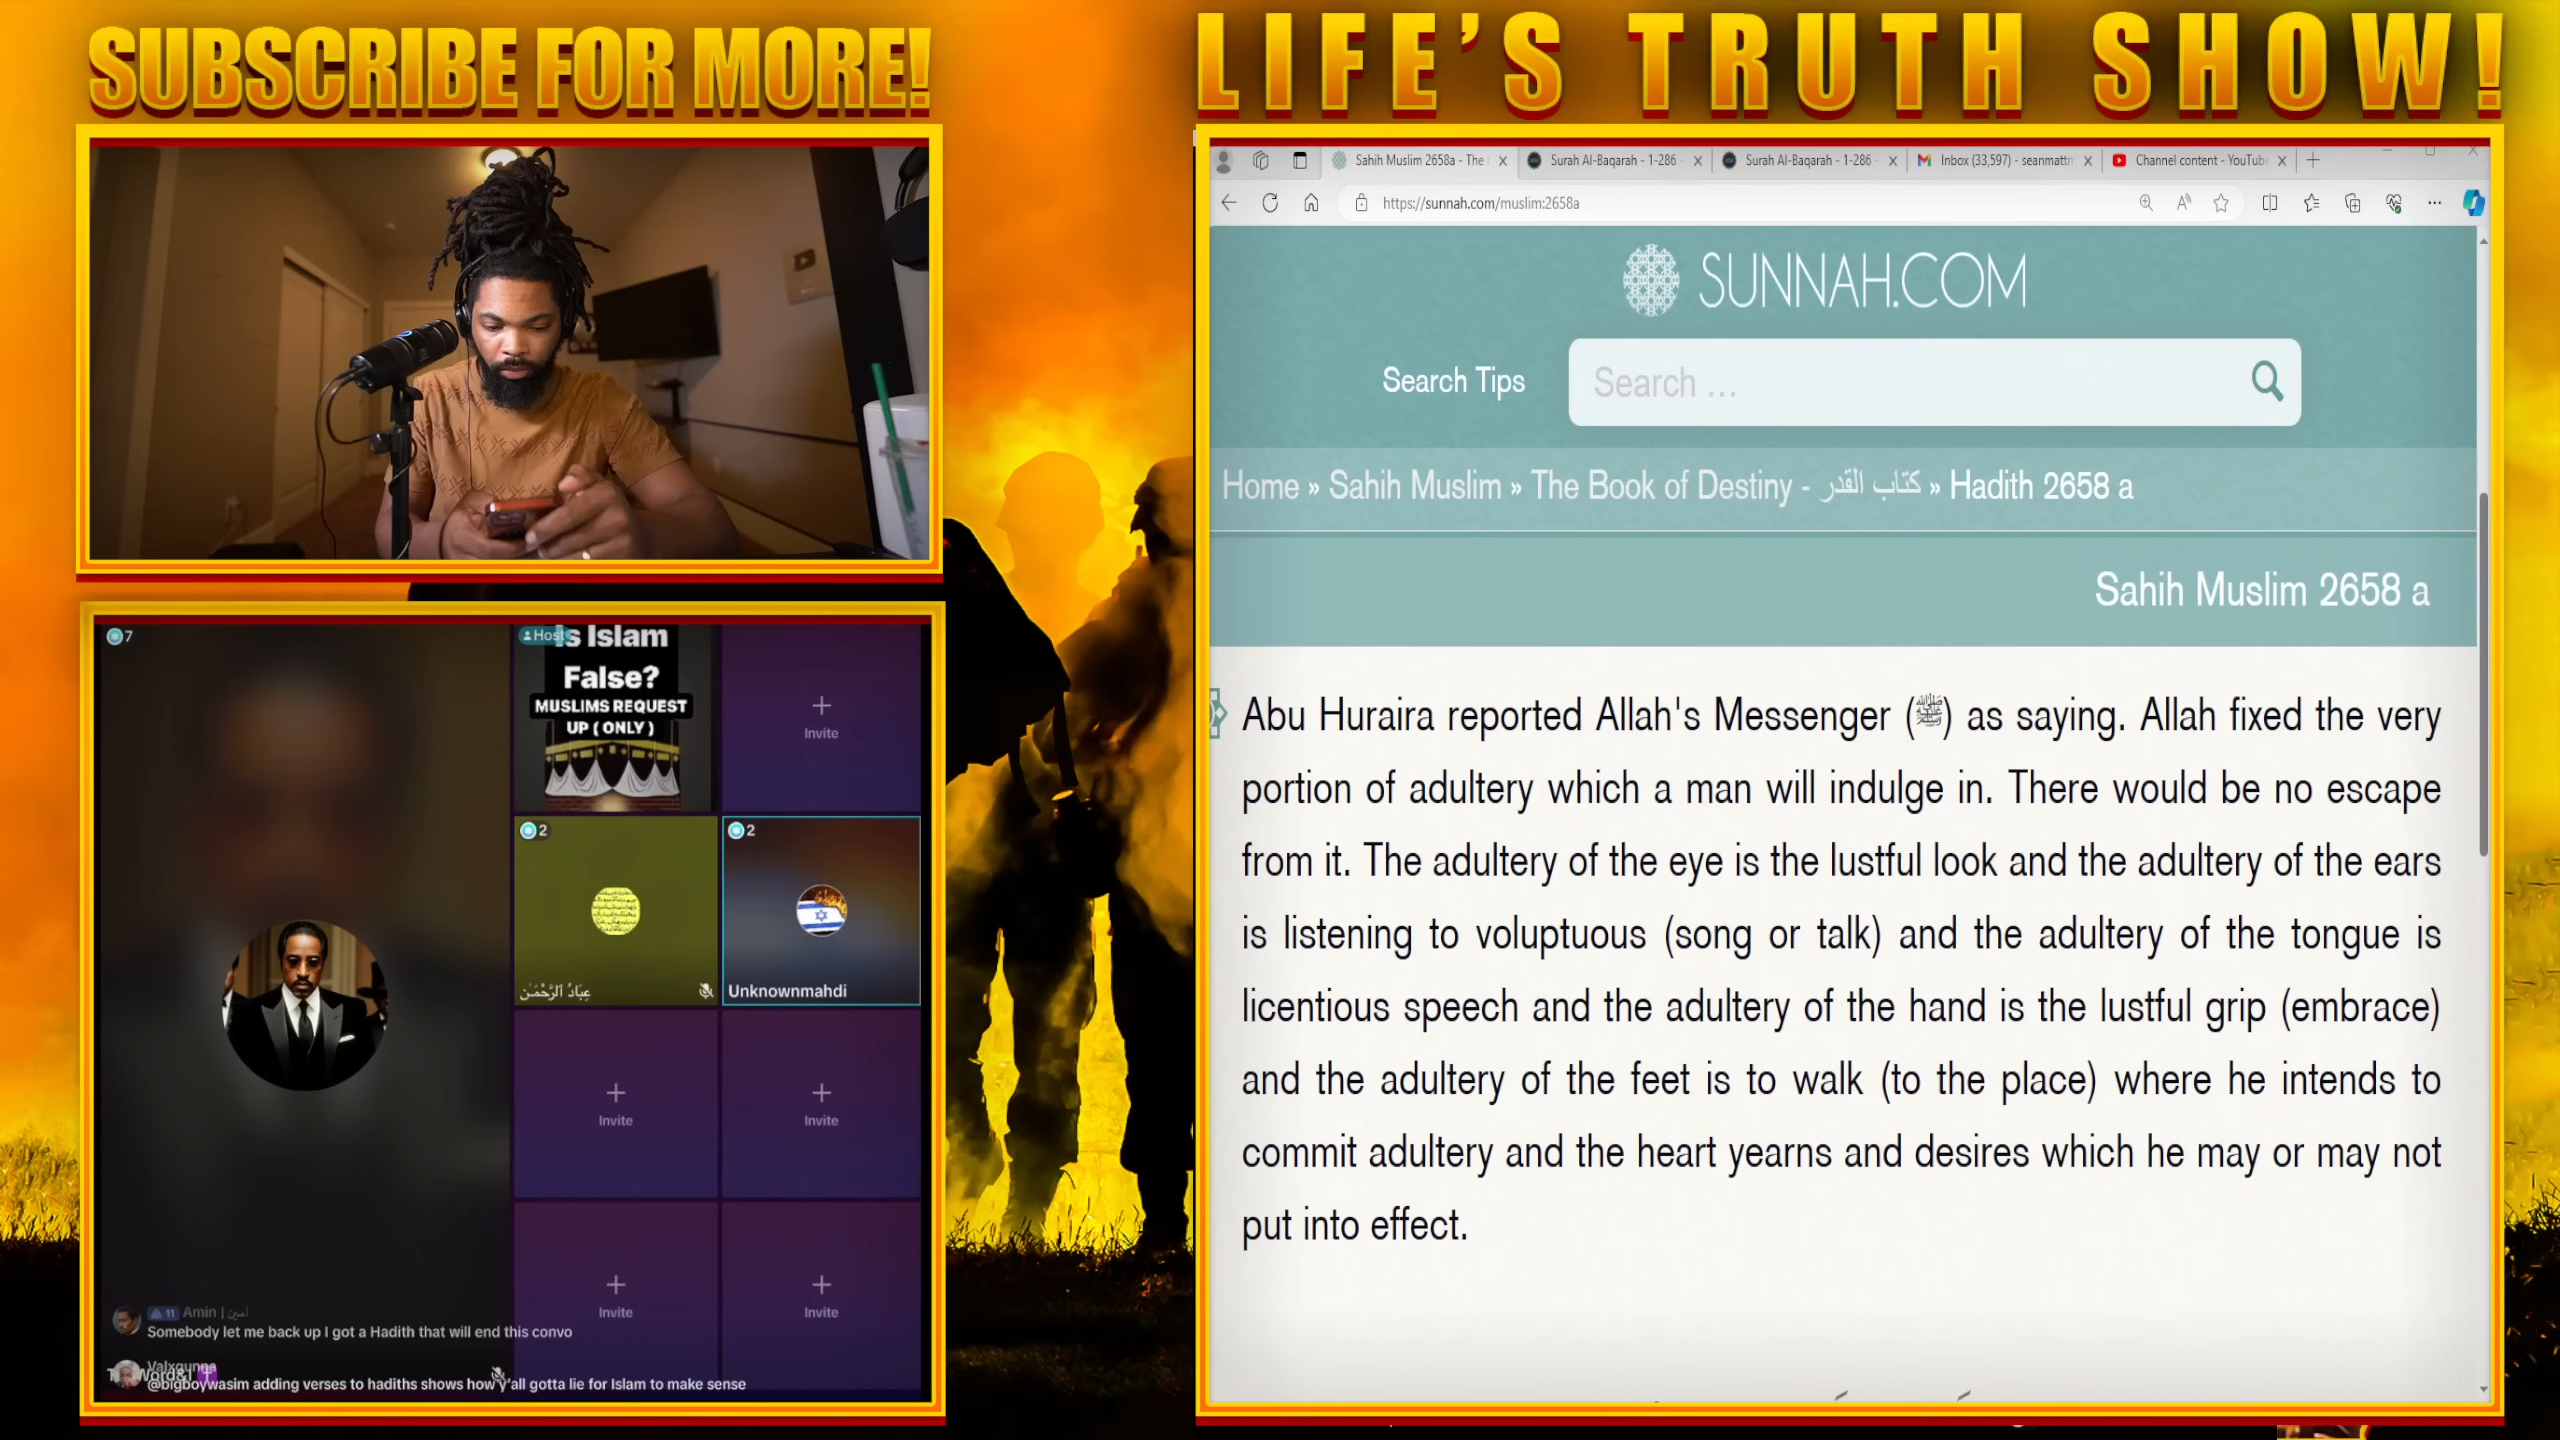 SUBSCRIBE FOR MORE!
LIFE'S TRUTH SHOW!
Sahih Muslim 2658a - The
Surah Al-Baqarah - 1-286
Surah Al-Baqarah - 1-286
Inbox (33,597) - seanmattn
Channel content - YouTube
https://sunnah.com/muslim:2658a
SUNNAH.COM
Search Tips
Search ...
Home » Sahih Muslim » The Book of Destiny - كتاب القدر » Hadith 2658 a
Sahih Muslim 2658 a
Abu Huraira reported Allah's Messenger (ﷺ) as saying. Allah fixed the very
portion of adultery which a man will indulge in. There would be no escape
from it. The adultery of the eye is the lustful look and the adultery of the ears
is listening to voluptuous (song or talk) and the adultery of the tongue is
licentious speech and the adultery of the hand is the lustful grip (embrace)
and the adultery of the feet is to walk (to the place) where he intends to
commit adultery and the heart yearns and desires which he may or may not
put into effect.
7
Host
Is Islam
False?
MUSLIMS REQUEST
UP ( ONLY )
Invite
2
عِبَادُ ٱلرَّحْمَـٰن
2
Unknownmahdi
Invite
Invite
Invite
Invite
11 Amin | أمين
Somebody let me back up I got a Hadith that will end this convo
Valxgunna
@bigboywasim adding verses to hadiths shows how y'all gotta lie for Islam to make sense